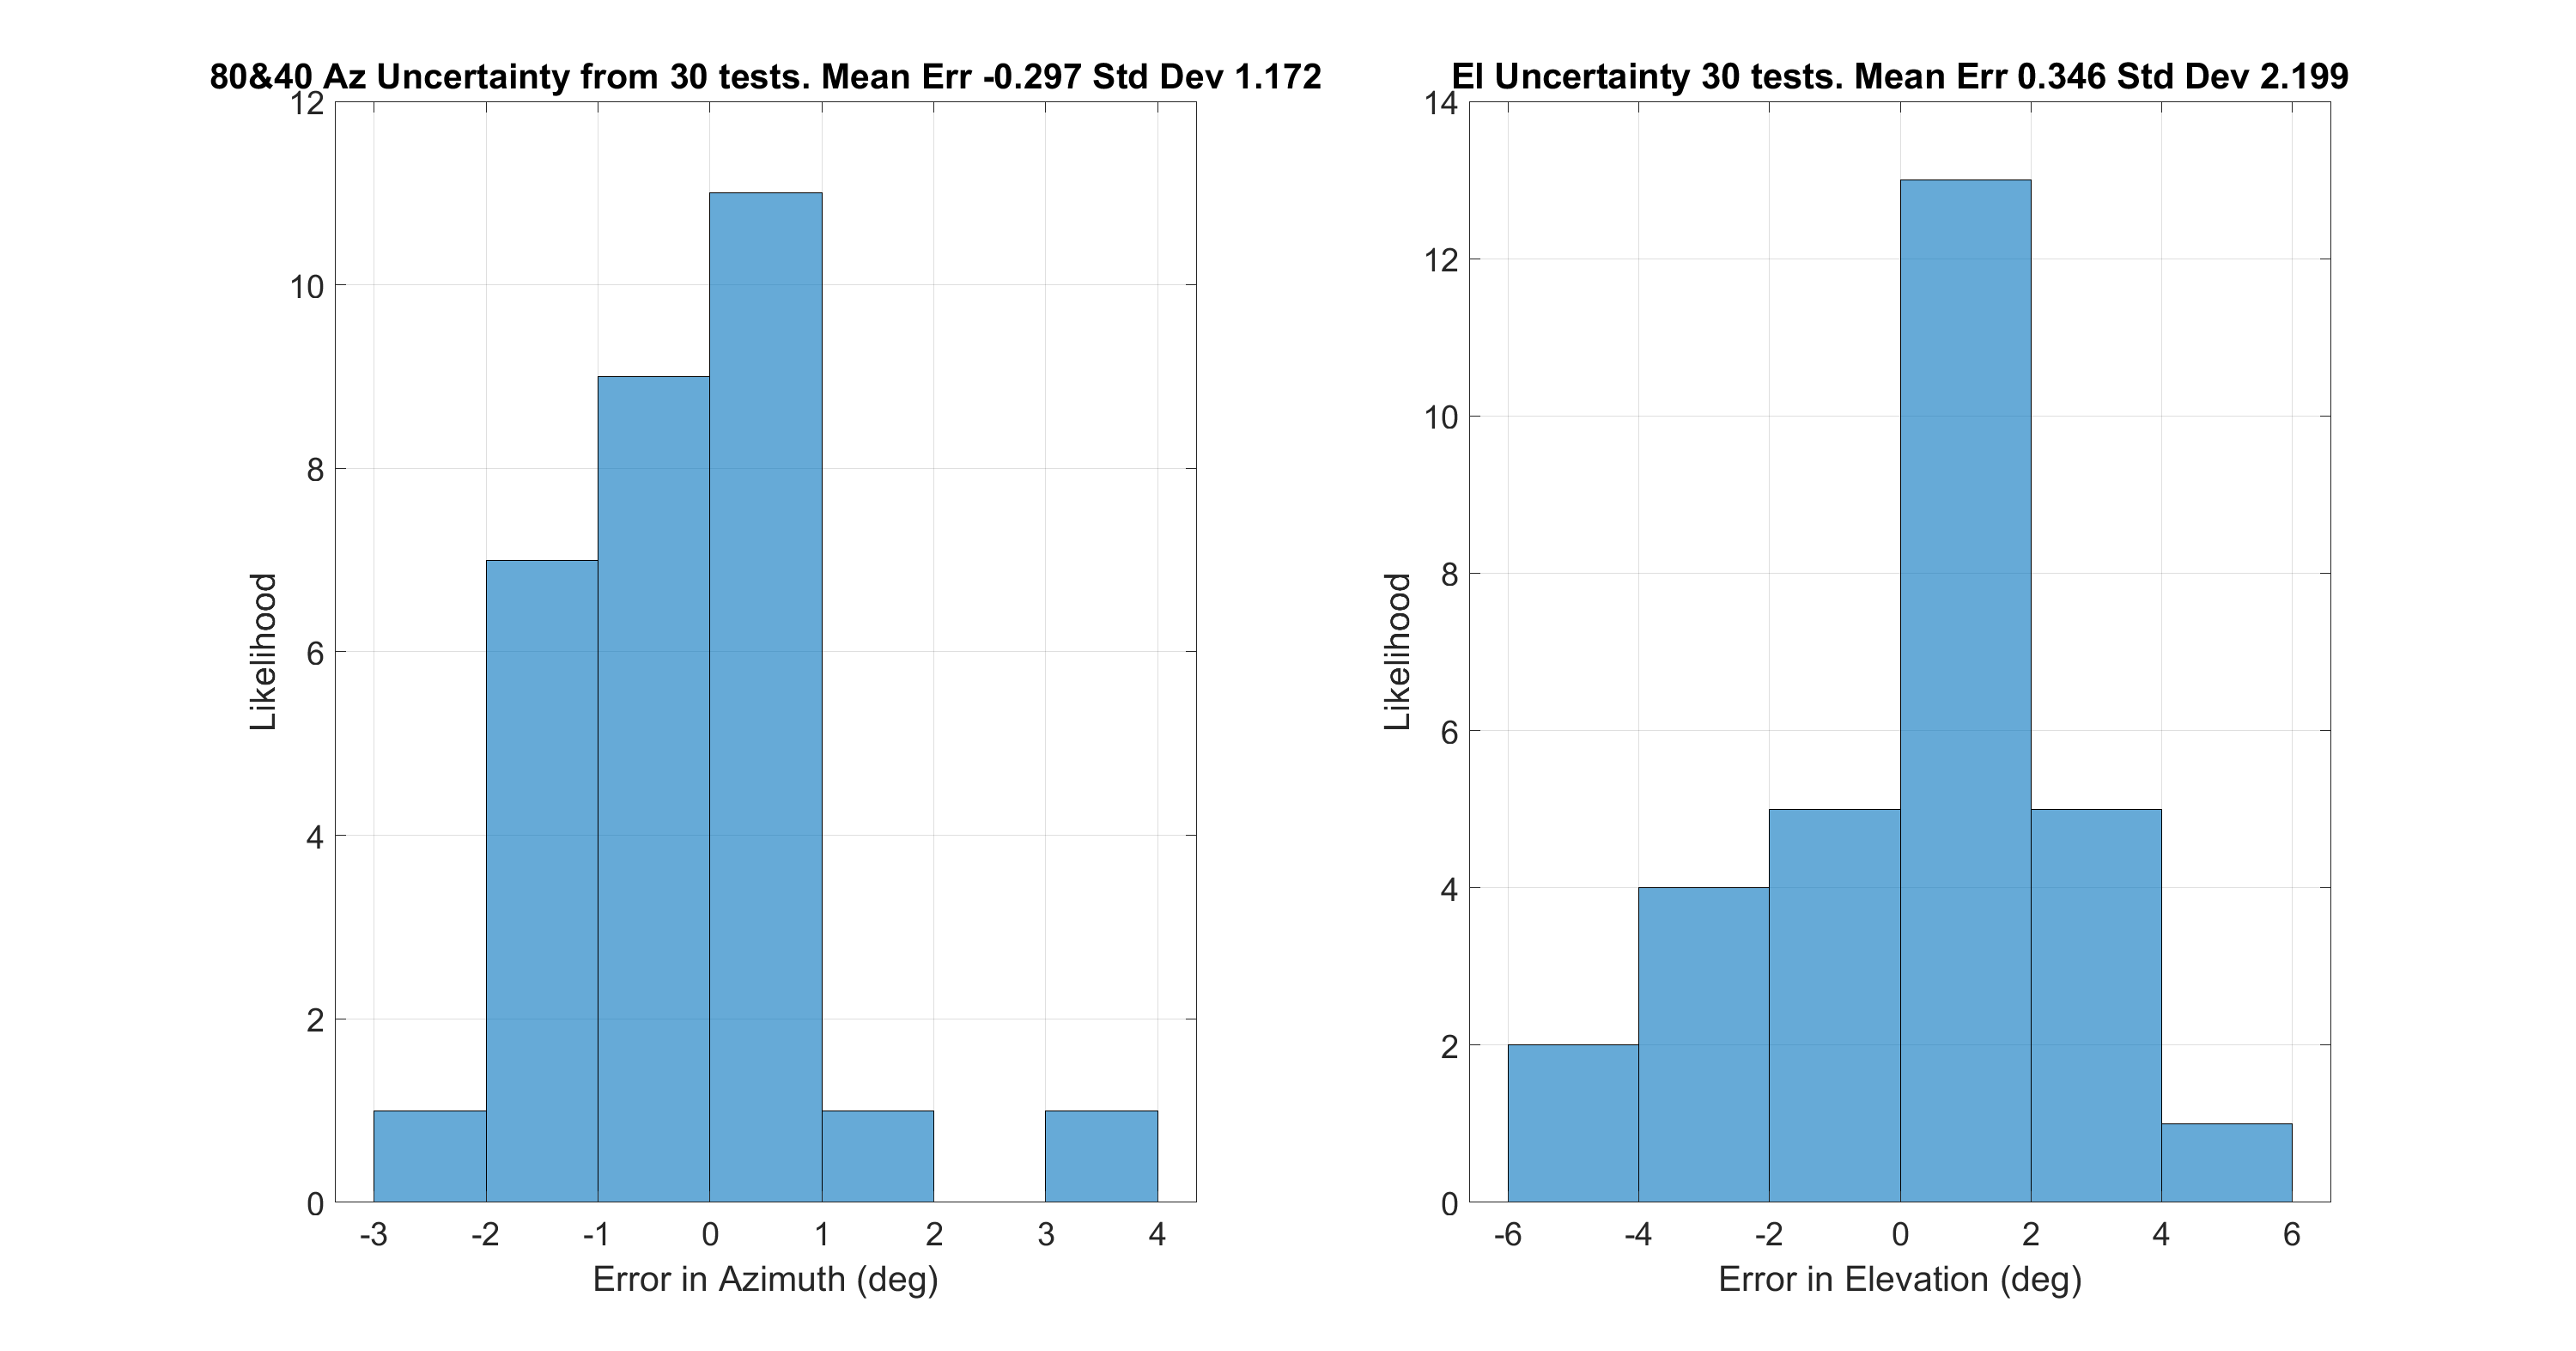 80&40 Az Uncertainty from 30 tests. Mean Err -0.297 Std Dev 1.172
12
10
8
6
4
2
0
Likelihood
-3 -2 -1 0 1 2 3 4
Error in Azimuth (deg)
El Uncertainty 30 tests. Mean Err 0.346 Std Dev 2.199
14
12
10
8
6
4
2
0
Likelihood
-6 -4 -2 0 2 4 6
Error in Elevation (deg)